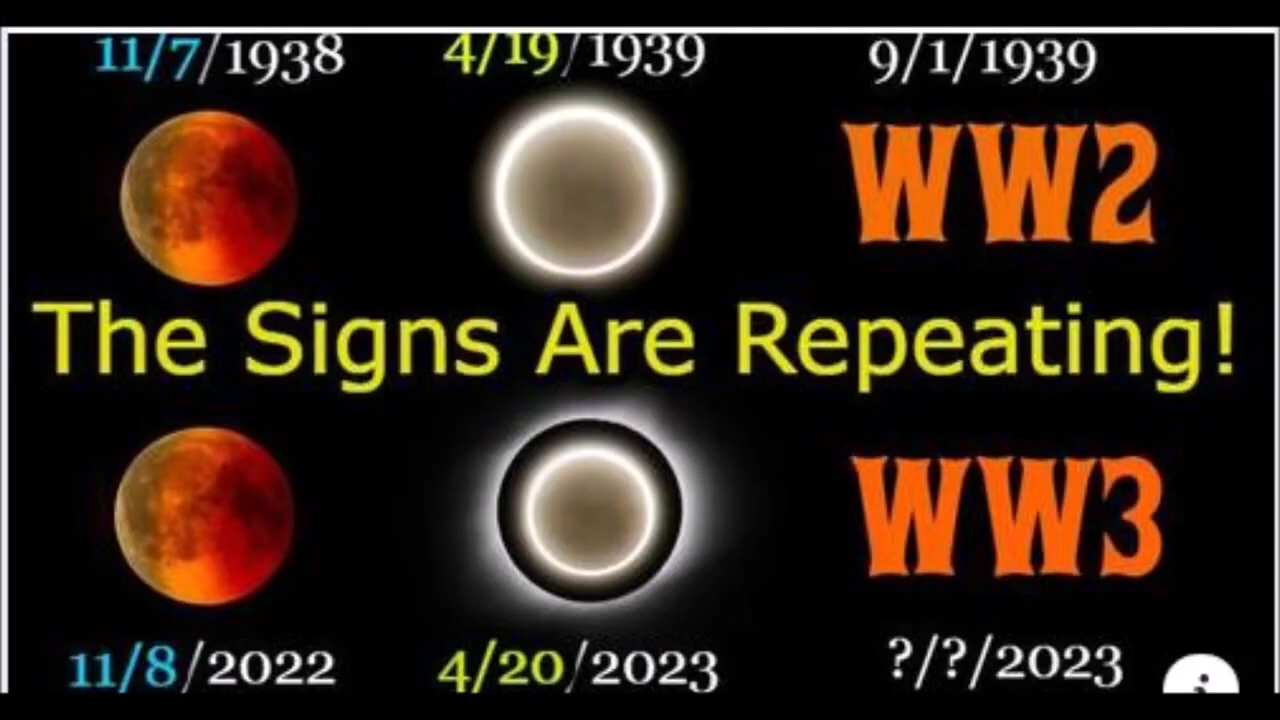 11/7/1938 4/19/1939 9/1/1939
WW2
The Signs Are Repeating!
WW3
11/8/2022 4/20/2023 ?/?/2023